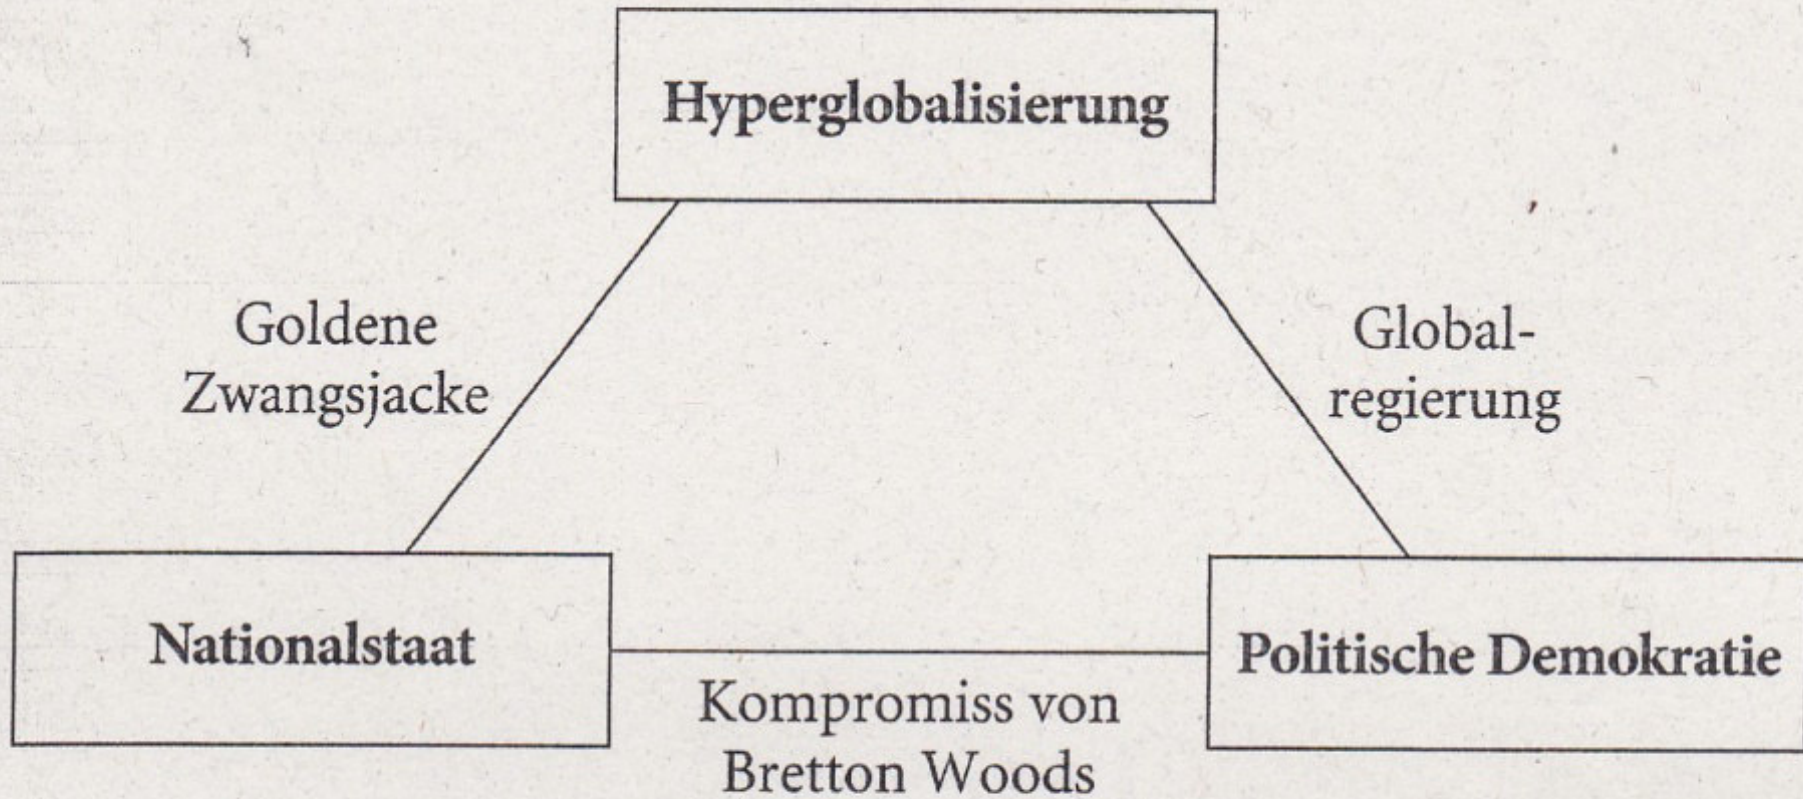 Hyperglobalisierung
Goldene
Zwangsjacke
Global-
regierung
Nationalstaat
Politische Demokratie
Kompromiss von
Bretton Woods